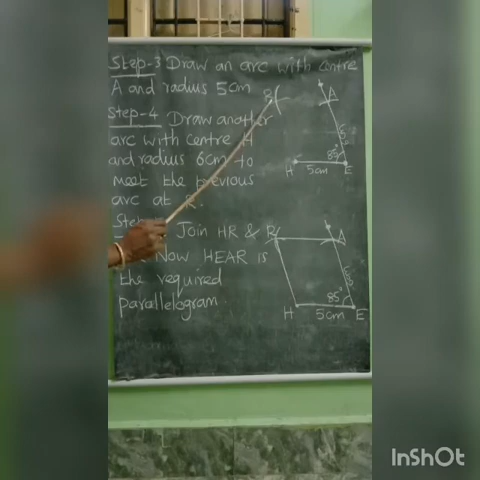 Step-3 Draw an arc with centre
A and radius 5cm
Step-4 Draw another
arc with centre H
and radius 6cm to
meet the previous
arc at R.
Join HR &
Now HEAR is
the required
parallelogram
R
A
85°
H
5cm
E
R
A
85°
H
5cm
E
InShOt